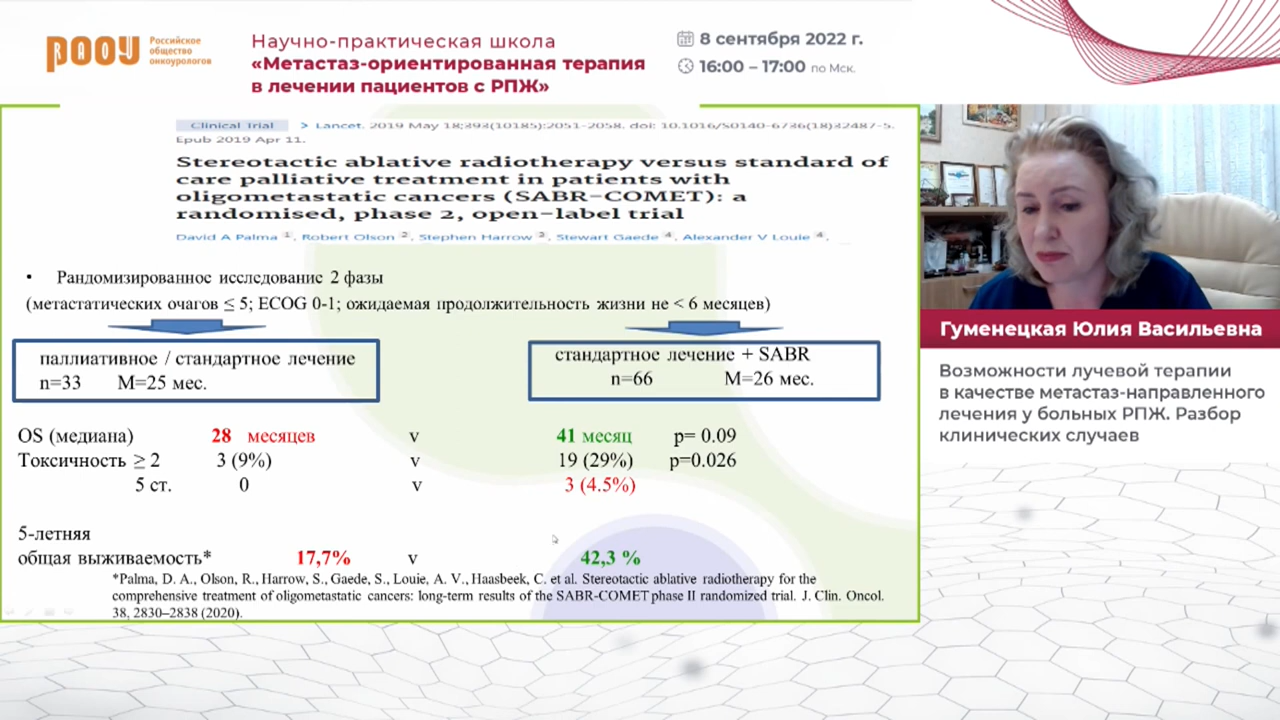 РАОУ
Российское
общество
онкоурологов
Научно-практическая школа
«Метастаз-ориентированная терапия
в лечении пациентов с РПЖ»
8 сентября 2022 г.
16:00 – 17:00 по Мск.
Clinical Trial > Lancet. 2019 May 18;393(10185):2051-2058. doi: 10.1016/S0140-6736(18)32487-5.
Epub 2019 Apr 11.
Stereotactic ablative radiotherapy versus standard of
care palliative treatment in patients with
oligometastatic cancers (SABR-COMET): a
randomised, phase 2, open-label trial
David A Palma 1, Robert Olson 2, Stephen Harrow 3, Stewart Gaede 4, Alexander V Louie 4,
• Рандомизированное исследование 2 фазы
(метастатических очагов ≤ 5; ECOG 0-1; ожидаемая продолжительность жизни не < 6 месяцев)
паллиативное / стандартное лечение
n=33 M=25 мес.
стандартное лечение + SABR
n=66 M=26 мес.
OS (медиана) 28 месяцев v 41 месяц p= 0.09
Токсичность ≥ 2 3 (9%) v 19 (29%) p=0.026
5 ст. 0 v 3 (4.5%)
5-летняя
общая выживаемость* 17,7% v 42,3 %
*Palma, D. A., Olson, R., Harrow, S., Gaede, S., Louie, A. V., Haasbeek, C. et al. Stereotactic ablative radiotherapy for the
comprehensive treatment of oligometastatic cancers: long-term results of the SABR-COMET phase II randomized trial. J. Clin. Oncol.
38, 2830–2838 (2020).
Гуменецкая Юлия Васильевна
Возможности лучевой терапии
в качестве метастаз-направленного
лечения у больных РПЖ. Разбор
клинических случаев